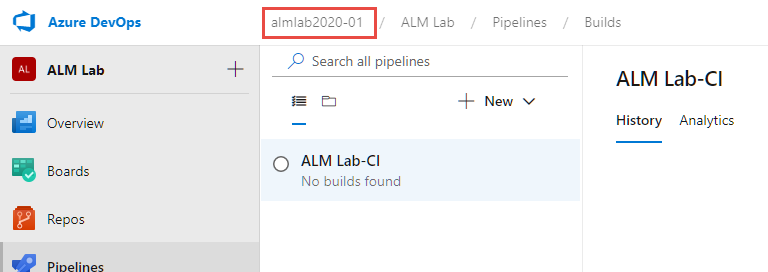 Azure DevOps
almlab2020-01 / ALM Lab / Pipelines / Builds
AL ALM Lab +
Overview
Boards
Repos
Pipelines
Search all pipelines
+ New
ALM Lab-CI
No builds found
ALM Lab-CI
History Analytics